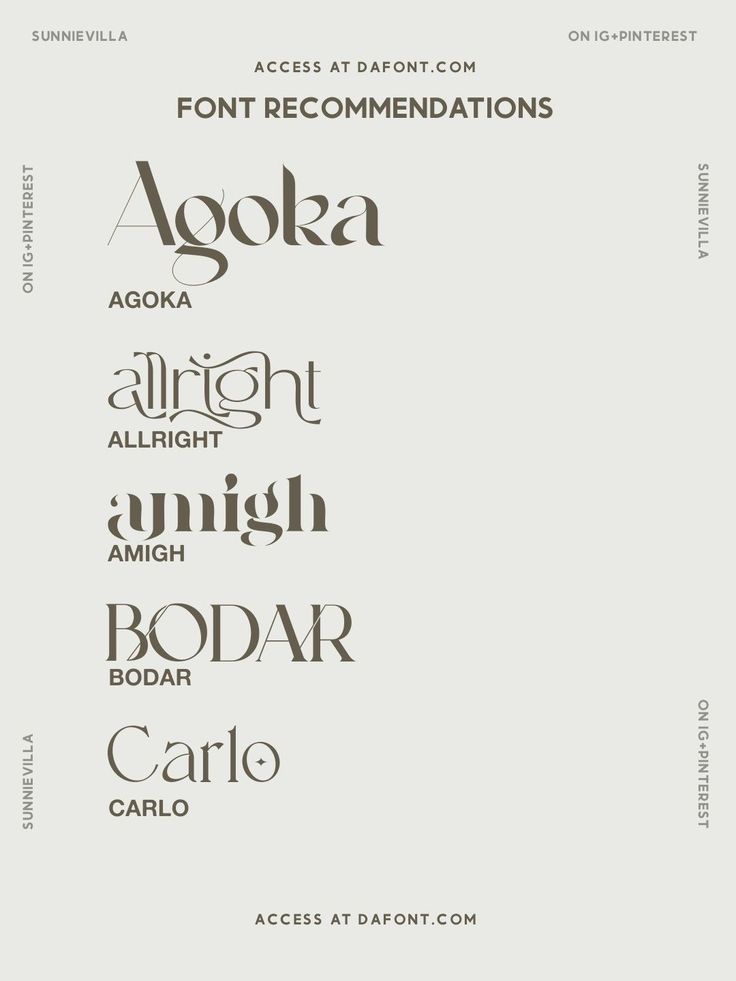 SUNNIEVILLA
ON IG+PINTEREST
ACCESS AT DAFONT.COM
FONT RECOMMENDATIONS
ON IG+PINTEREST
SUNNIEVILLA
Agoka
AGOKA
allright
ALLRIGHT
amigh
AMIGH
BODAR
BODAR
Carlo
CARLO
SUNNIEVILLA
ON IG+PINTEREST
ACCESS AT DAFONT.COM